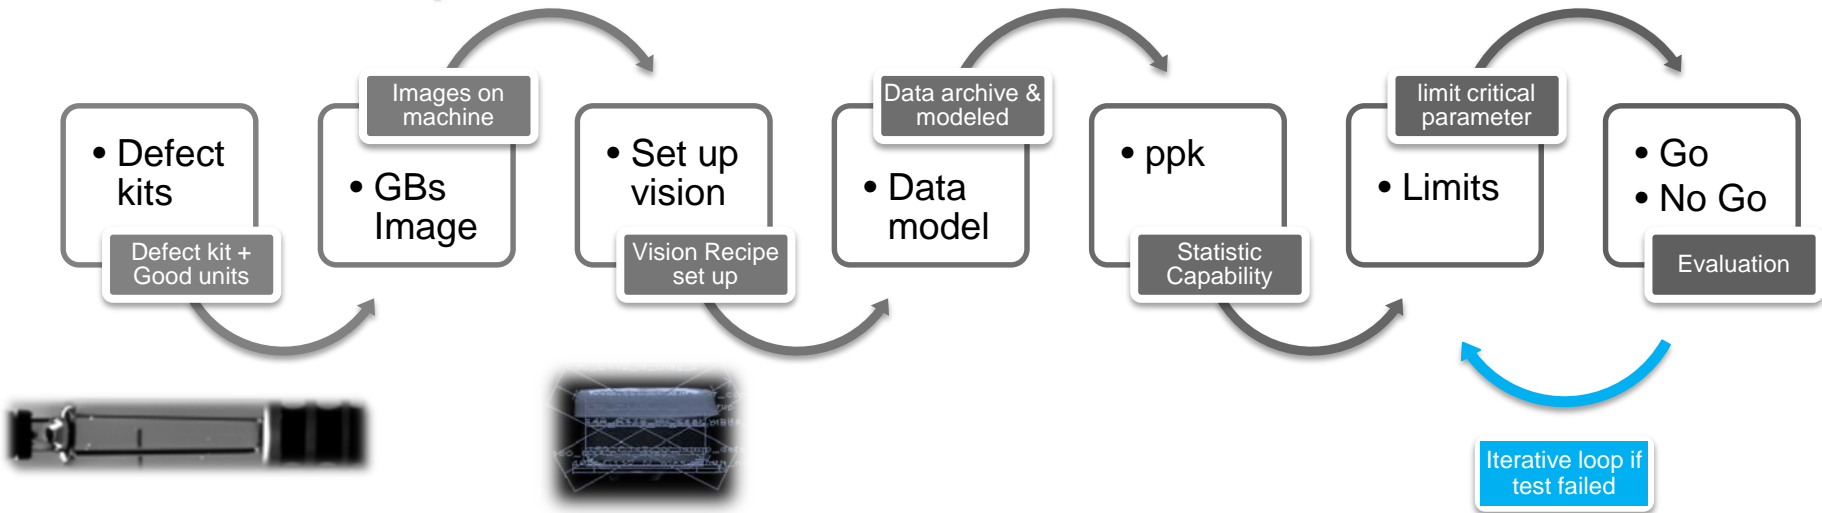 • Defect
kits
Defect kit +
Good units
Images on
machine
• GBs
Image
• Set up
vision
Vision Recipe
set up
Data archive &
modeled
• Data
model
• ppk
Statistic
Capability
limit critical
parameter
• Limits
• Go
• No Go
Evaluation
Iterative loop if
test failed